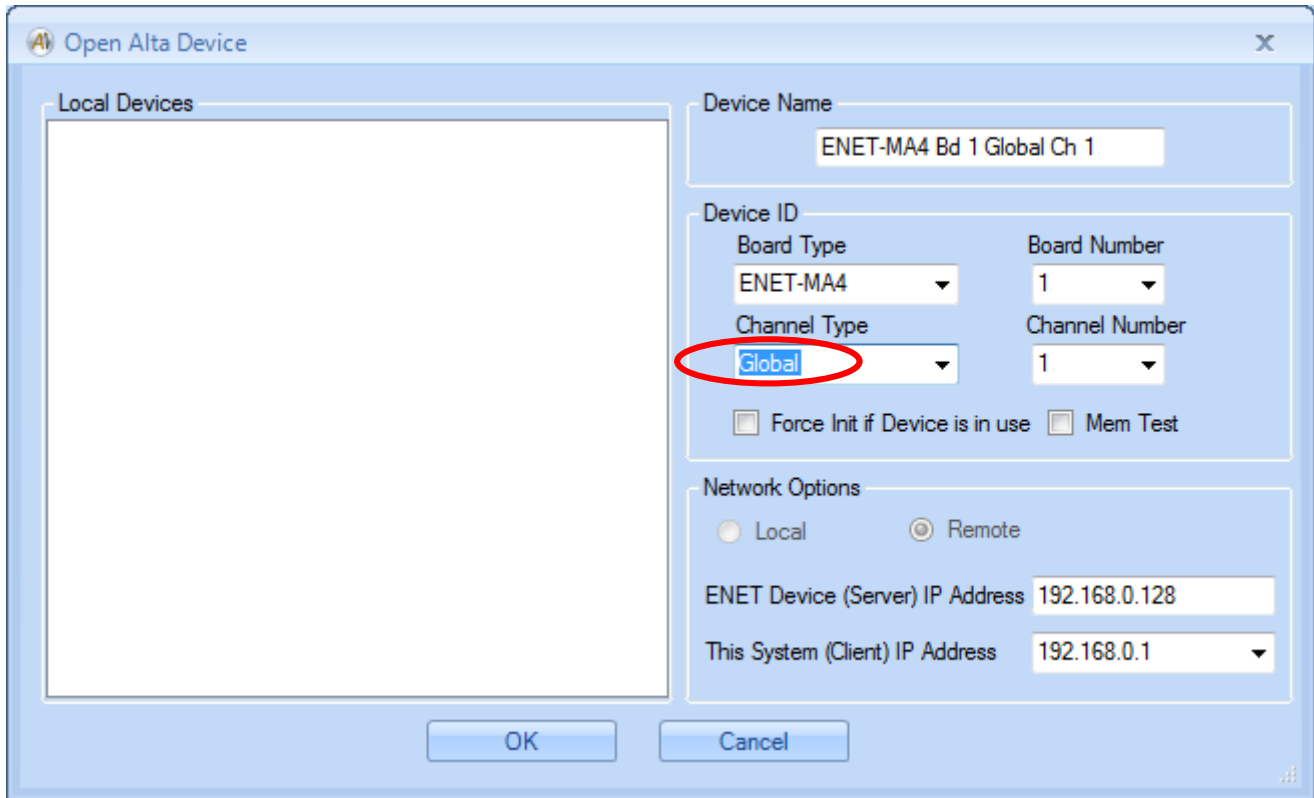 Open Alta Device
Local Devices
Device Name
ENET-MA4 Bd 1 Global Ch 1
Device ID
Board Type Board Number
ENET-MA4 1
Channel Type Channel Number
Global 1
Force Init if Device is in use Mem Test
Network Options
Local Remote
ENET Device (Server) IP Address 192.168.0.128
This System (Client) IP Address 192.168.0.1
OK Cancel